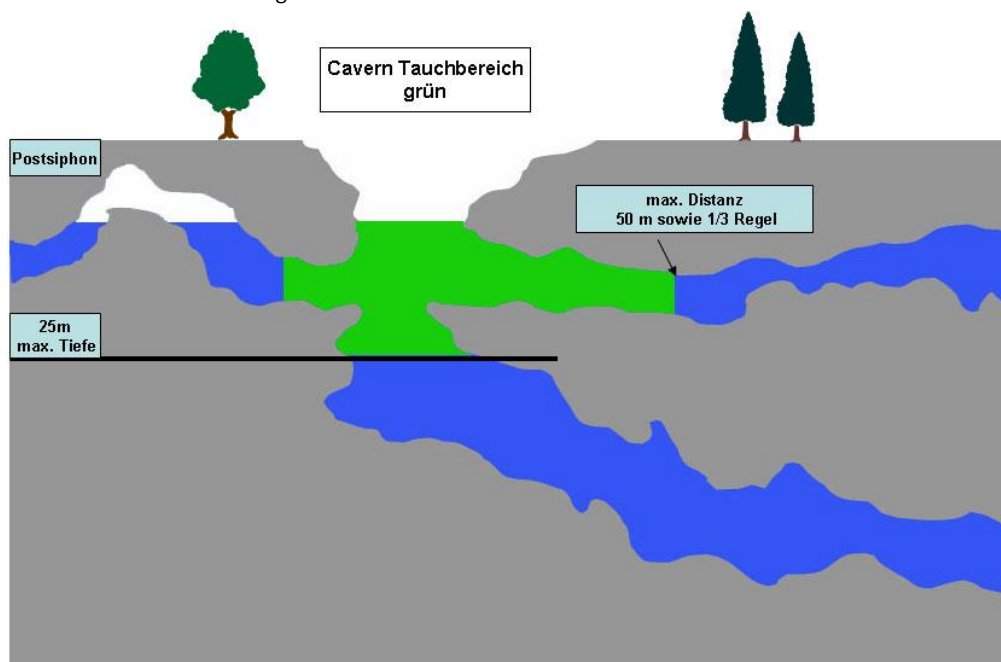 Cavern Tauchbereich
grün
Postsiphon
max. Distanz
50 m sowie 1/3 Regel
25m
max. Tiefe